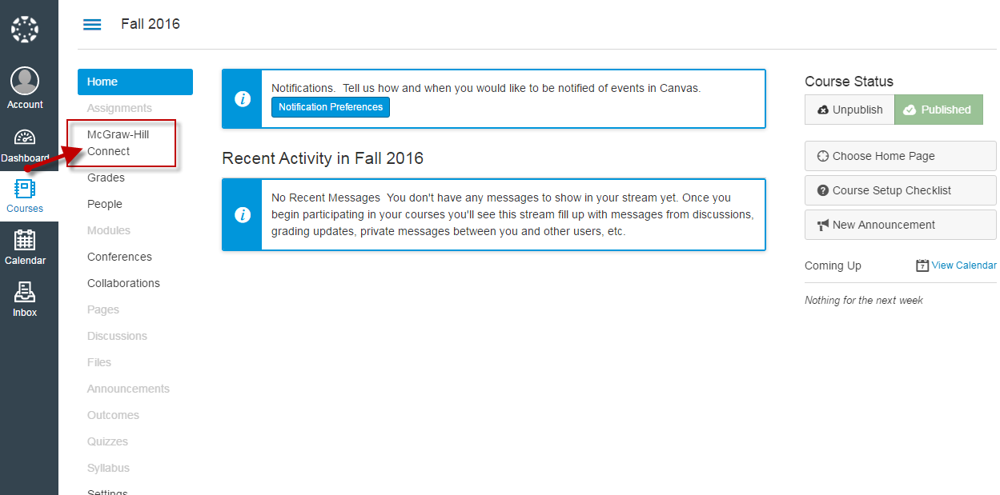 Fall 2016
Account
Dashboard
Courses
Calendar
Inbox
Home
Assignments
McGraw-Hill
Connect
Grades
People
Modules
Conferences
Collaborations
Pages
Discussions
Files
Announcements
Outcomes
Quizzes
Syllabus
Settings
Notifications. Tell us how and when you would like to be notified of events in Canvas.
Notification Preferences
Recent Activity in Fall 2016
No Recent Messages You don't have any messages to show in your stream yet. Once you
begin participating in your courses you'll see this stream fill up with messages from discussions,
grading updates, private messages between you and other users, etc.
Course Status
Unpublish Published
Choose Home Page
Course Setup Checklist
New Announcement
Coming Up 7 View Calendar
Nothing for the next week